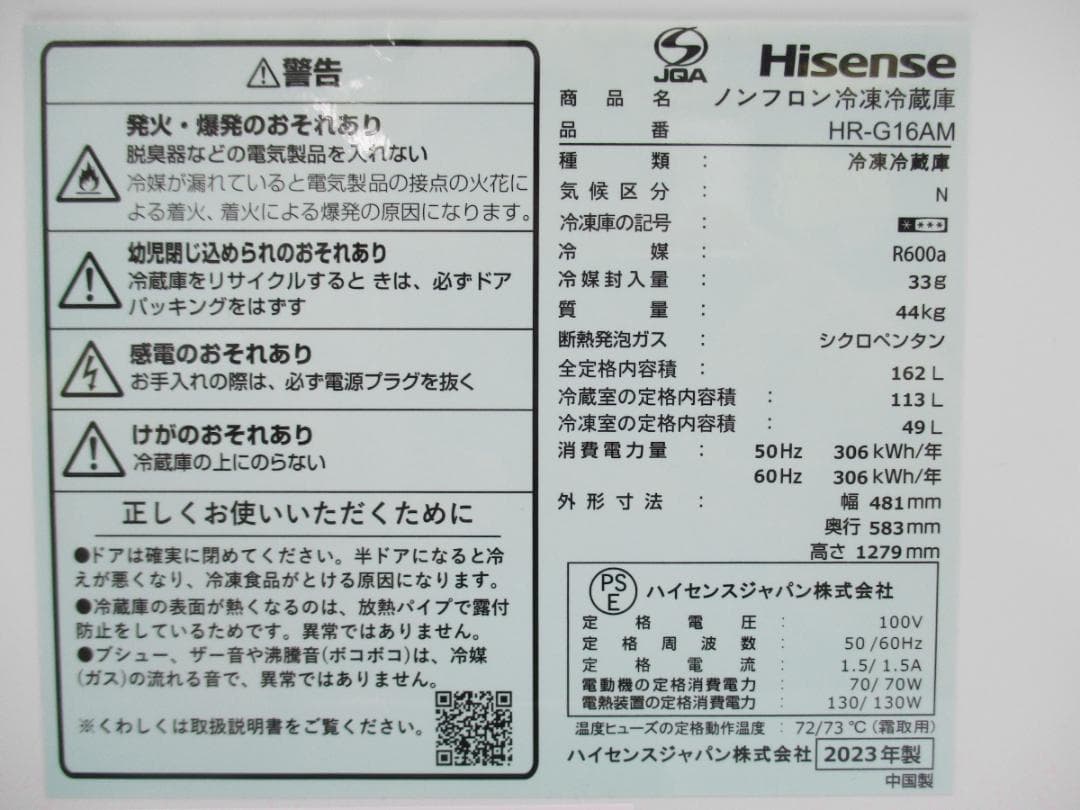 ⚠警告
発火・爆発のおそれあり
脱臭器などの電気製品を入れない
冷媒が漏れていると電気製品の接点の火花に
よる着火、着火による爆発の原因になります。
幼児閉じ込められのおそれあり
冷蔵庫をリサイクルすると きは、必ずドア
パッキングをはずす
感電のおそれあり
お手入れの際は、必ず電源プラグを抜く
けがのおそれあり
冷蔵庫の上にのらない
正しくお使いいただくために
●ドアは確実に閉めてください。半ドアになると冷
えが悪くなり、冷凍食品がとける原因になります。
●冷蔵庫の表面が熱くなるのは、放熱パイプで露付
防止をしているためです。異常ではありません。
●ブシュー、ザー音や沸騰音(ボコボコ)は、冷媒
(ガス)の流れる音で、異常ではありません。
※くわしくは取扱説明書をご覧ください。
JQA
Hisense
商品名 ノンフロン冷凍冷蔵庫
品番 HR-G16AM
種類 : 冷凍冷蔵庫
気候区分 : N
冷凍庫の記号 : ****
冷媒 : R600a
冷媒封入量 : 33g
質量 : 44kg
断熱発泡ガス : シクロペンタン
全定格内容積 : 162 L
冷蔵室の定格内容積 : 113 L
冷凍室の定格内容積 : 49 L
消費電力量 : 50Hz 306 kWh/年
60Hz 306 kWh/年
外形寸法 : 幅 481mm
奥行 583mm
高さ 1279mm
PSE ハイセンスジャパン株式会社
定格電圧 : 100V
定格周波数 : 50/60Hz
定格電流 : 1.5/1.5A
電動機の定格消費電力 : 70/70W
電熱装置の定格消費電力 : 130/130W
温度ヒューズの定格動作温度 : 72/73℃(霜取用)
ハイセンスジャパン株式会社 2023年製
中国製